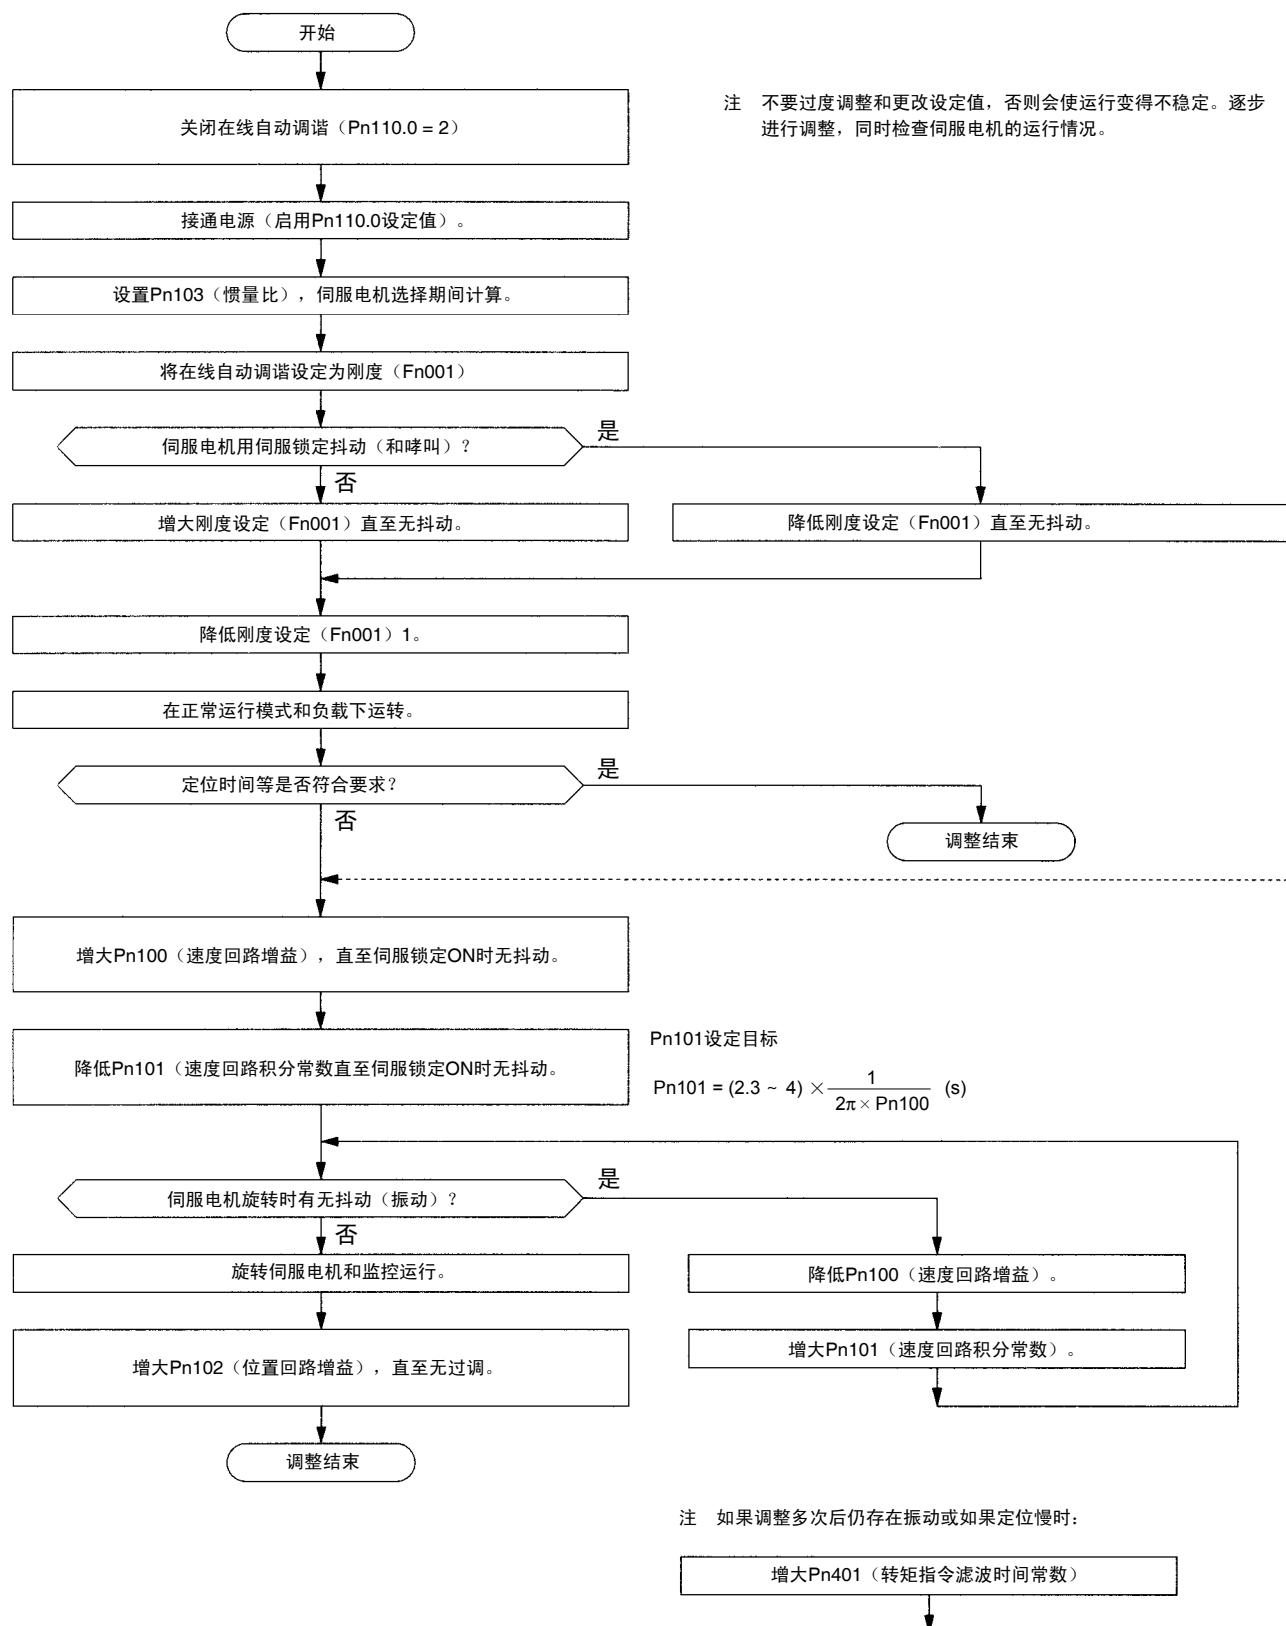 开始
关闭在线自动调谐（Pn110.0 = 2）
注 不要过度调整和更改设定值，否则会使运行变得不稳定。逐步
进行调整，同时检查伺服电机的运行情况。
接通电源（启用Pn110.0设定值）。
设置Pn103（惯量比），伺服电机选择期间计算。
将在线自动调谐设定为刚度（Fn001）
伺服电机用伺服锁定抖动（和哮叫）？
是
否
增大刚度设定（Fn001）直至无抖动。
降低刚度设定（Fn001）直至无抖动。
降低刚度设定（Fn001）1。
在正常运行模式和负载下运转。
定位时间等是否符合要求？
是
否
调整结束
增大Pn100（速度回路增益），直至伺服锁定ON时无抖动。
降低Pn101（速度回路积分常数直至伺服锁定ON时无抖动。
Pn101设定目标
Pn101 = (2.3 ~ 4) × 1 / (2π × Pn100) (s)
伺服电机旋转时有无抖动（振动）？
是
否
旋转伺服电机和监控运行。
降低Pn100（速度回路增益）。
增大Pn101（速度回路积分常数）。
增大Pn102（位置回路增益），直至无过调。
调整结束
注 如果调整多次后仍存在振动或如果定位慢时：
增大Pn401（转矩指令滤波时间常数）